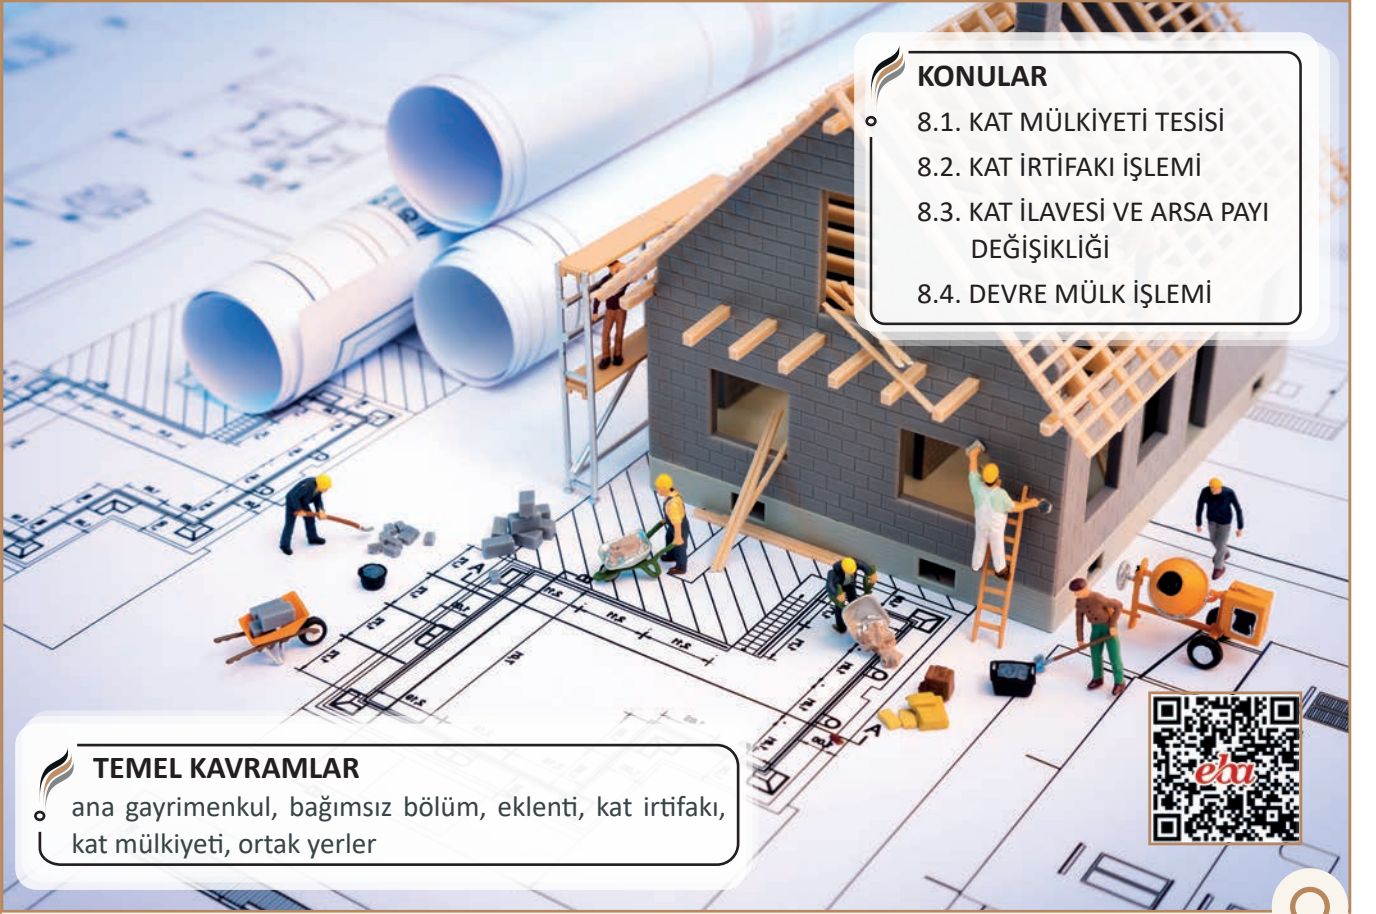 KONULAR
8.1. KAT MÜLKİYETİ TESİSİ
8.2. KAT İRTİFAKI İŞLEMİ
8.3. KAT İLAVESİ VE ARSA PAYI
DEĞİŞİKLİĞİ
8.4. DEVRE MÜLK İŞLEMİ
TEMEL KAVRAMLAR
ana gayrimenkul, bağımsız bölüm, eklenti, kat irtifakı,
kat mülkiyeti, ortak yerler
eba